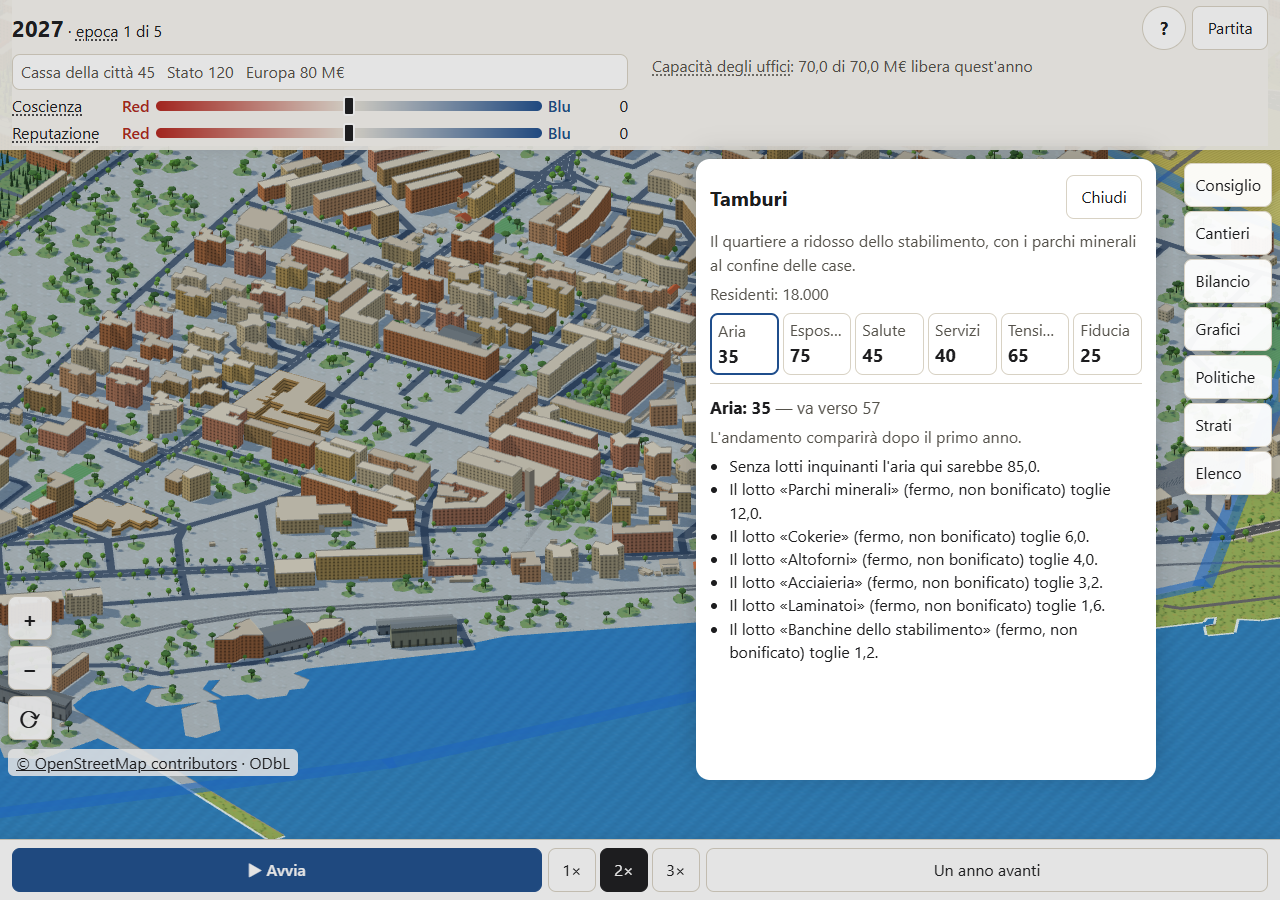 2027 · epoca 1 di 5
? Partita
Cassa della città 45 Stato 120 Europa 80 M€
Capacità degli uffici: 70,0 di 70,0 M€ libera quest'anno
Coscienza Red Blu 0
Reputazione Red Blu 0
Tamburi
Chiudi
Il quartiere a ridosso dello stabilimento, con i parchi minerali
al confine delle case.
Residenti: 18.000
Aria Espos... Salute Servizi Tensi... Fiducia
35 75 45 40 65 25
Aria: 35 — va verso 57
L'andamento comparirà dopo il primo anno.
• Senza lotti inquinanti l'aria qui sarebbe 85,0.
• Il lotto «Parchi minerali» (fermo, non bonificato) toglie
12,0.
• Il lotto «Cokerie» (fermo, non bonificato) toglie 6,0.
• Il lotto «Altoforni» (fermo, non bonificato) toglie 4,0.
• Il lotto «Acciaieria» (fermo, non bonificato) toglie 3,2.
• Il lotto «Laminatoi» (fermo, non bonificato) toglie 1,6.
• Il lotto «Banchine dello stabilimento» (fermo, non
bonificato) toglie 1,2.
Consiglio
Cantieri
Bilancio
Grafici
Politiche
Strati
Elenco
+
−
© OpenStreetMap contributors · ODbL
▶ Avvia 1× 2× 3× Un anno avanti